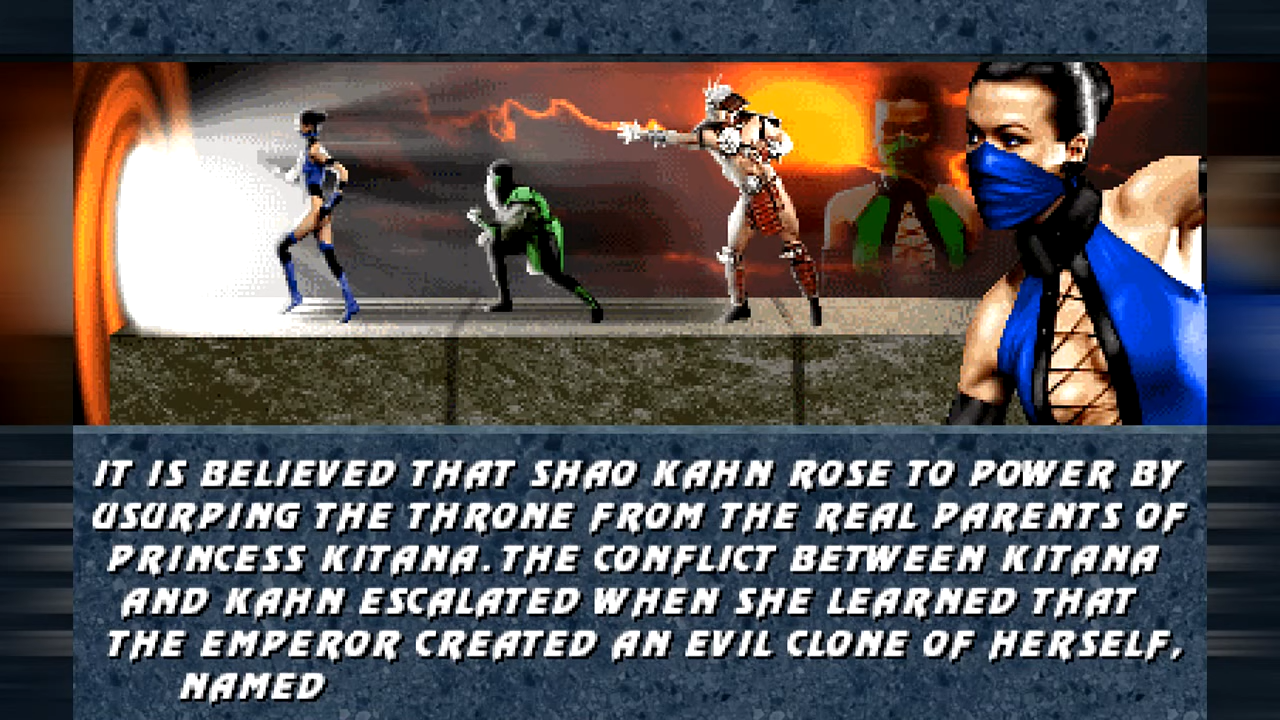 IT IS BELIEVED THAT SHAO KAHN ROSE TO POWER BY
USURPING THE THRONE FROM THE REAL PARENTS OF
PRINCESS KITANA.THE CONFLICT BETWEEN KITANA
AND KAHN ESCALATED WHEN SHE LEARNED THAT
THE EMPEROR CREATED AN EVIL CLONE OF HERSELF,
NAMED